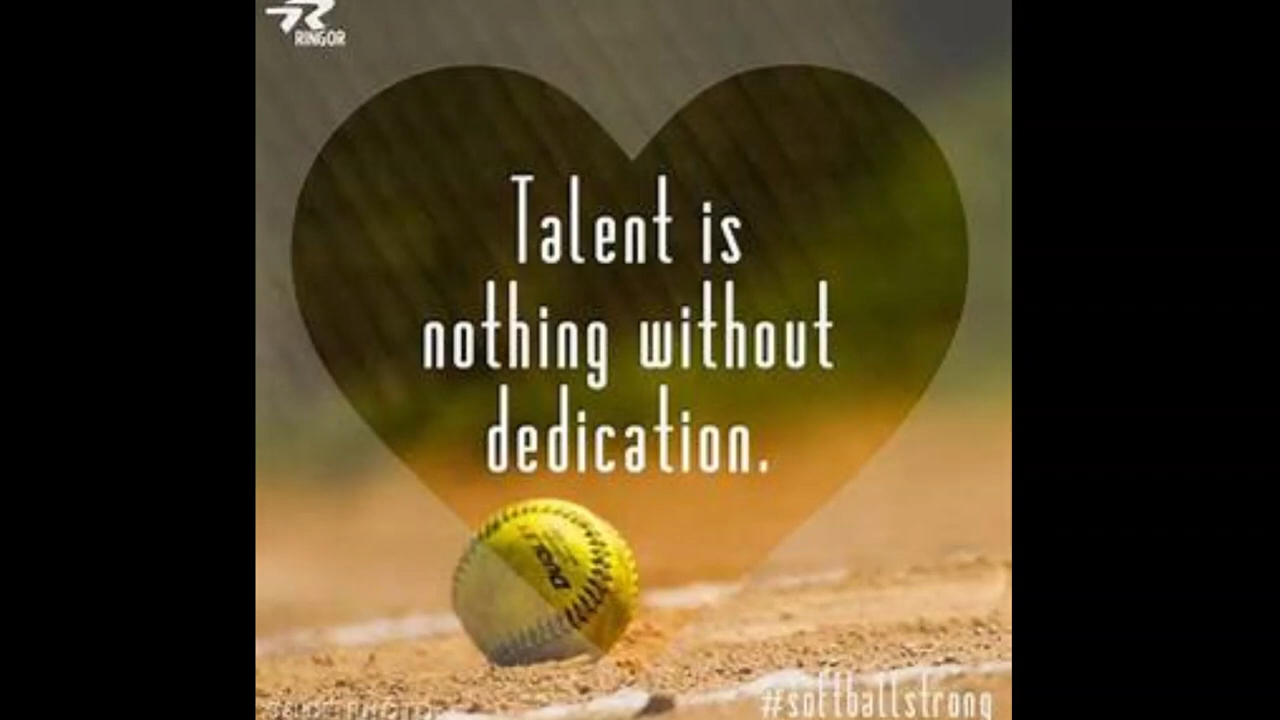 RINGOR
Talent is
nothing without
dedication.
#softballstrong